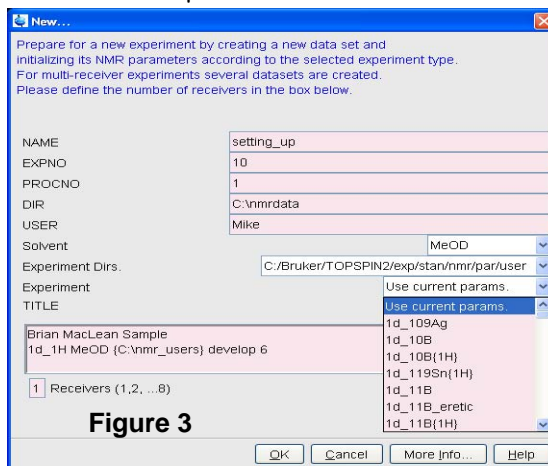 New...
Prepare for a new experiment by creating a new data set and
initializing its NMR parameters according to the selected experiment type.
For multi-receiver experiments several datasets are created.
Please define the number of receivers in the box below.
NAME setting_up
EXPNO 10
PROCNO 1
DIR C:\nmrdata
USER Mike
Solvent MeOD
Experiment Dirs. C:/Bruker/TOPSPIN2/exp/stan/nmr/par/user
Experiment Use current params.
TITLE
Use current params.
1d_109Ag
1d_10B
1d_10B{1H}
1d_119Sn{1H}
1d_11B
1d_11B_eretic
1d_11B{1H}
Brian MacLean Sample
1d_1H MeOD {C:\nmr_users} develop 6
1 Receivers (1,2, ...8)
Figure 3
OK Cancel More Info... Help